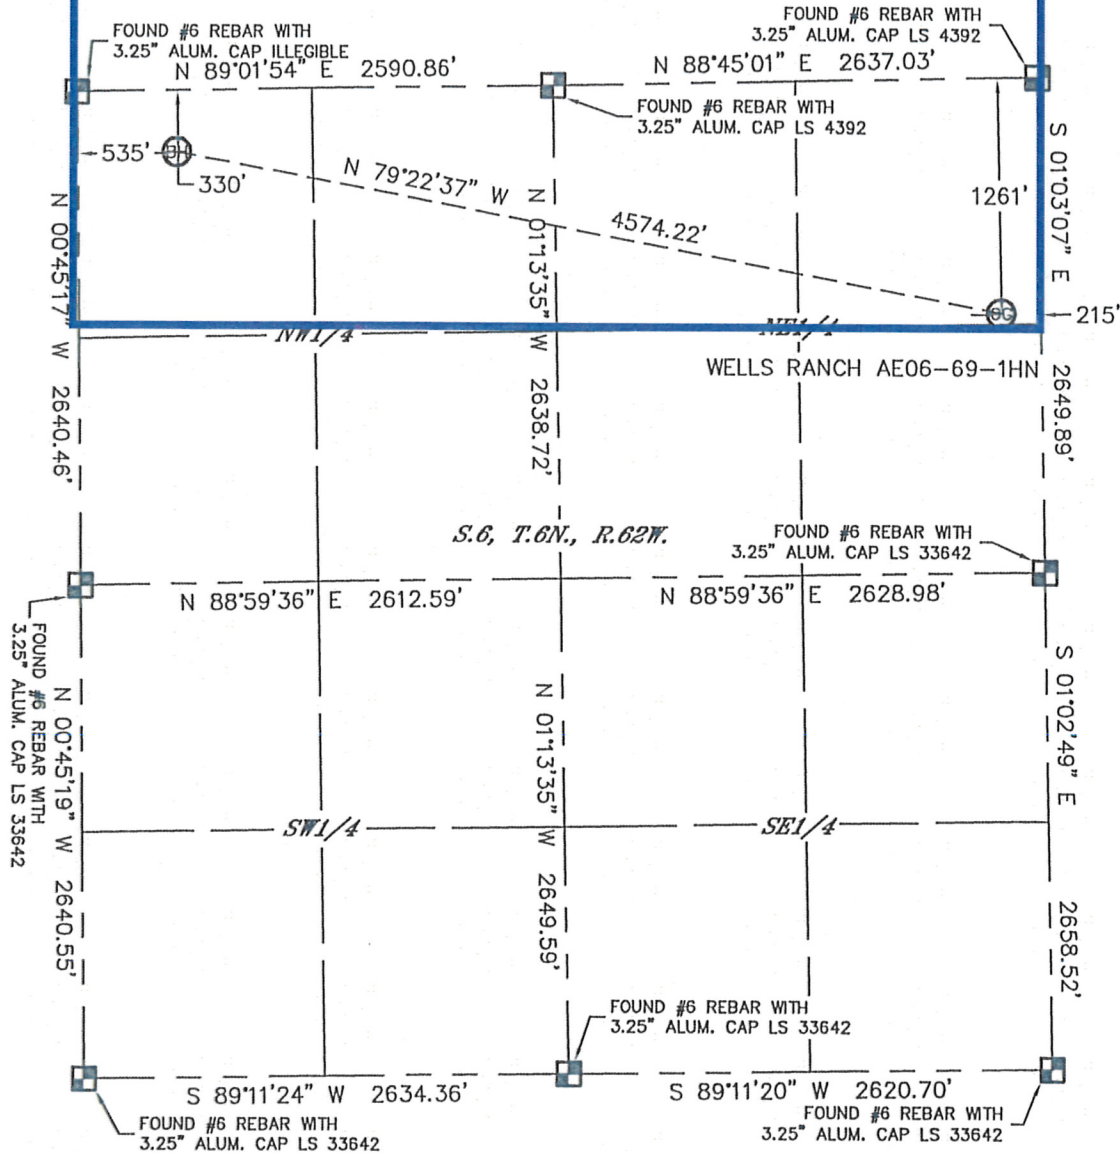 FOUND #6 REBAR WITH
3.25" ALUM. CAP ILLEGIBLE
FOUND #6 REBAR WITH
3.25" ALUM. CAP LS 4392
N 89°01'54" E 2590.86'
N 88°45'01" E 2637.03'
FOUND #6 REBAR WITH
3.25" ALUM. CAP LS 4392
535'
BH
330'
N 79°22'37" W 4574.22'
1261'
SG
215'
N 00°45'17" W 2640.46'
N 01°13'35" W 2638.72'
S 01°03'07" E 2649.89'
NW1/4
NE1/4
WELLS RANCH AE06-69-1HN
S.6, T.6N., R.62W.
FOUND #6 REBAR WITH
3.25" ALUM. CAP LS 33642
N 88°59'36" E 2612.59'
N 88°59'36" E 2628.98'
FOUND #6 REBAR WITH
3.25" ALUM. CAP LS 33642
N 00°45'19" W 2640.55'
N 01°13'35" W 2649.59'
S 01°02'49" E 2658.52'
SW1/4
SE1/4
FOUND #6 REBAR WITH
3.25" ALUM. CAP LS 33642
S 89°11'24" W 2634.36'
S 89°11'20" W 2620.70'
FOUND #6 REBAR WITH
3.25" ALUM. CAP LS 33642
FOUND #6 REBAR WITH
3.25" ALUM. CAP LS 33642